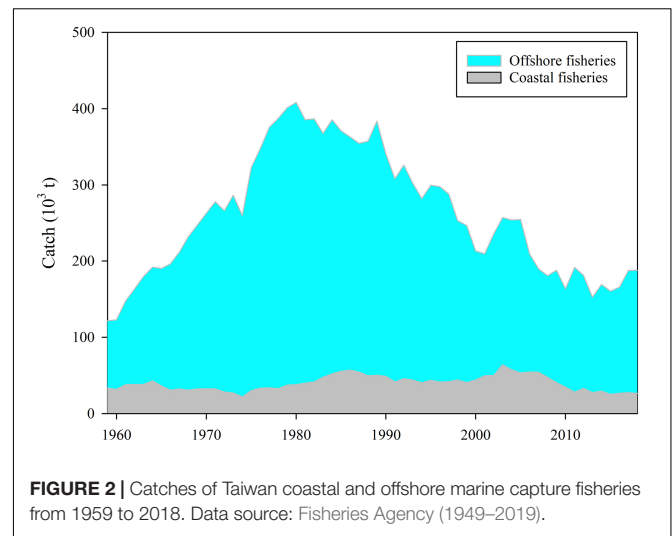 500
400
300
200
100
0
Catch (10³ t)
Offshore fisheries
Coastal fisheries
1960 1970 1980 1990 2000 2010
FIGURE 2 | Catches of Taiwan coastal and offshore marine capture fisheries
from 1959 to 2018. Data source: Fisheries Agency (1949–2019).